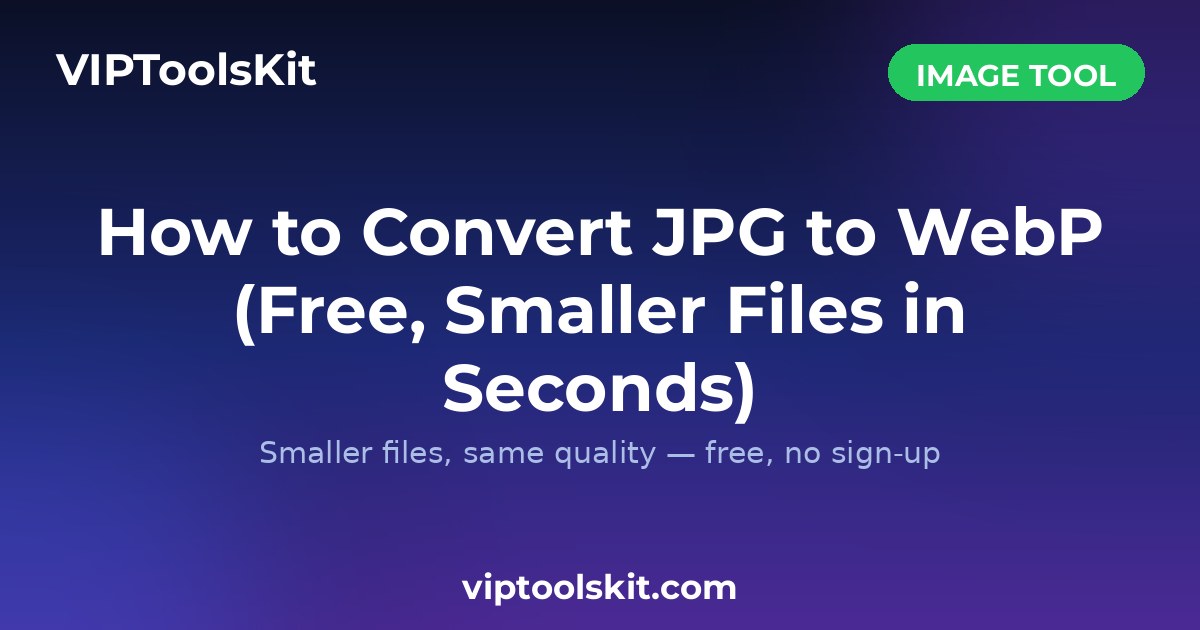 VIPToolsKit
IMAGE TOOL
How to Convert JPG to WebP
(Free, Smaller Files in
Seconds)
Smaller files, same quality — free, no sign-up
viptoolskit.com